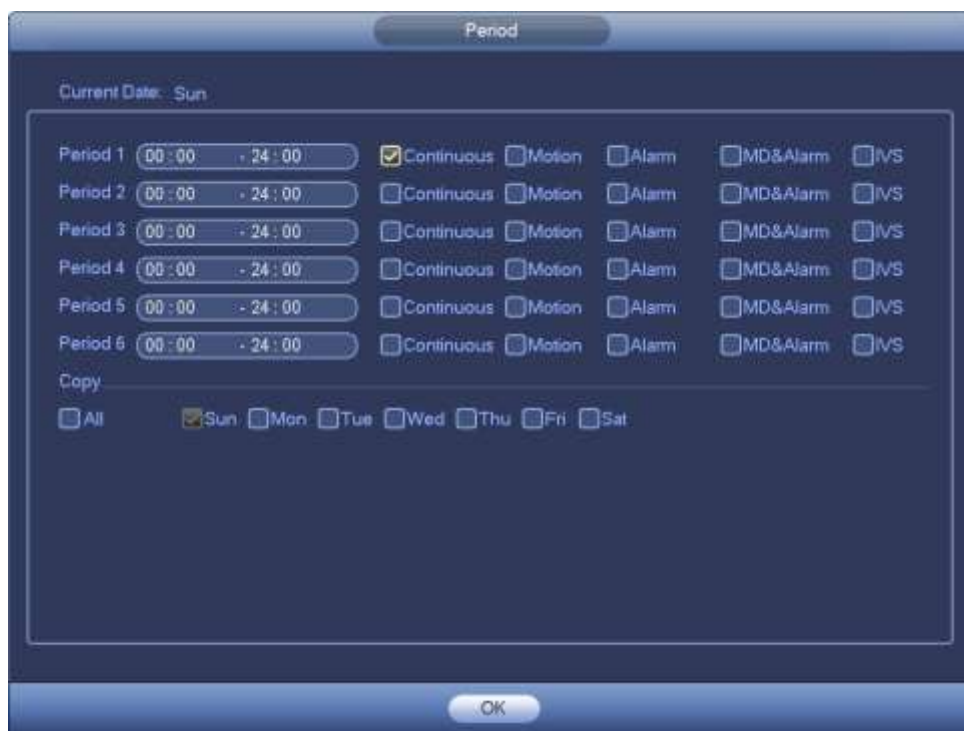 Period
Current Date: Sun
Period 1 00 : 00 - 24 : 00 Continuous Motion Alarm MD&Alarm IVS
Period 2 00 : 00 - 24 : 00 Continuous Motion Alarm MD&Alarm IVS
Period 3 00 : 00 - 24 : 00 Continuous Motion Alarm MD&Alarm IVS
Period 4 00 : 00 - 24 : 00 Continuous Motion Alarm MD&Alarm IVS
Period 5 00 : 00 - 24 : 00 Continuous Motion Alarm MD&Alarm IVS
Period 6 00 : 00 - 24 : 00 Continuous Motion Alarm MD&Alarm IVS
Copy
All Sun Mon Tue Wed Thu Fri Sat
OK